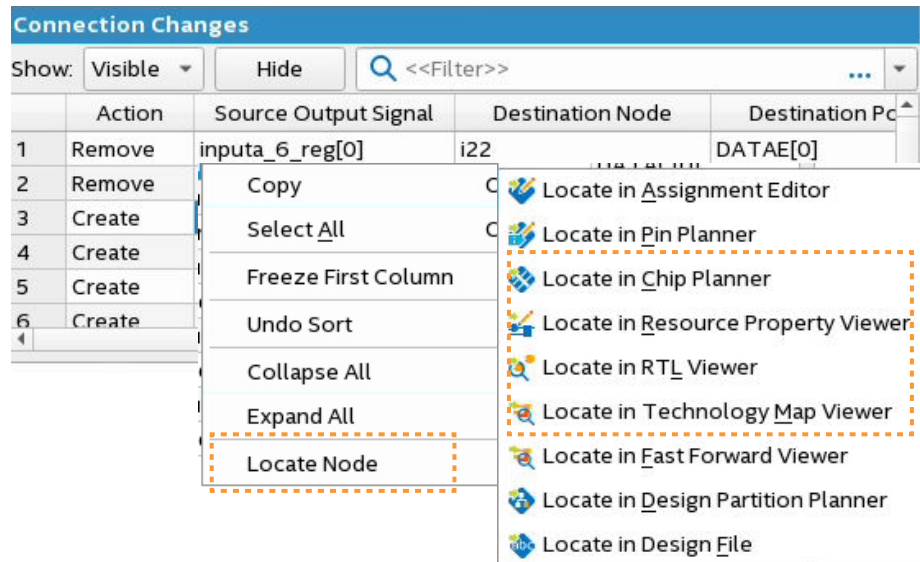 Connection Changes
Show: Visible Hide <<Filter>> ...
Action Source Output Signal Destination Node Destination
1 Remove inputa_6_reg[0] i22 DATAE[0]
2 Remove
3 Create
4 Create
5 Create
6 Create
Copy
Select All
Freeze First Column
Undo Sort
Collapse All
Expand All
Locate Node
Locate in Assignment Editor
Locate in Pin Planner
Locate in Chip Planner
Locate in Resource Property Viewer
Locate in RTL Viewer
Locate in Technology Map Viewer
Locate in Fast Forward Viewer
Locate in Design Partition Planner
abc Locate in Design File